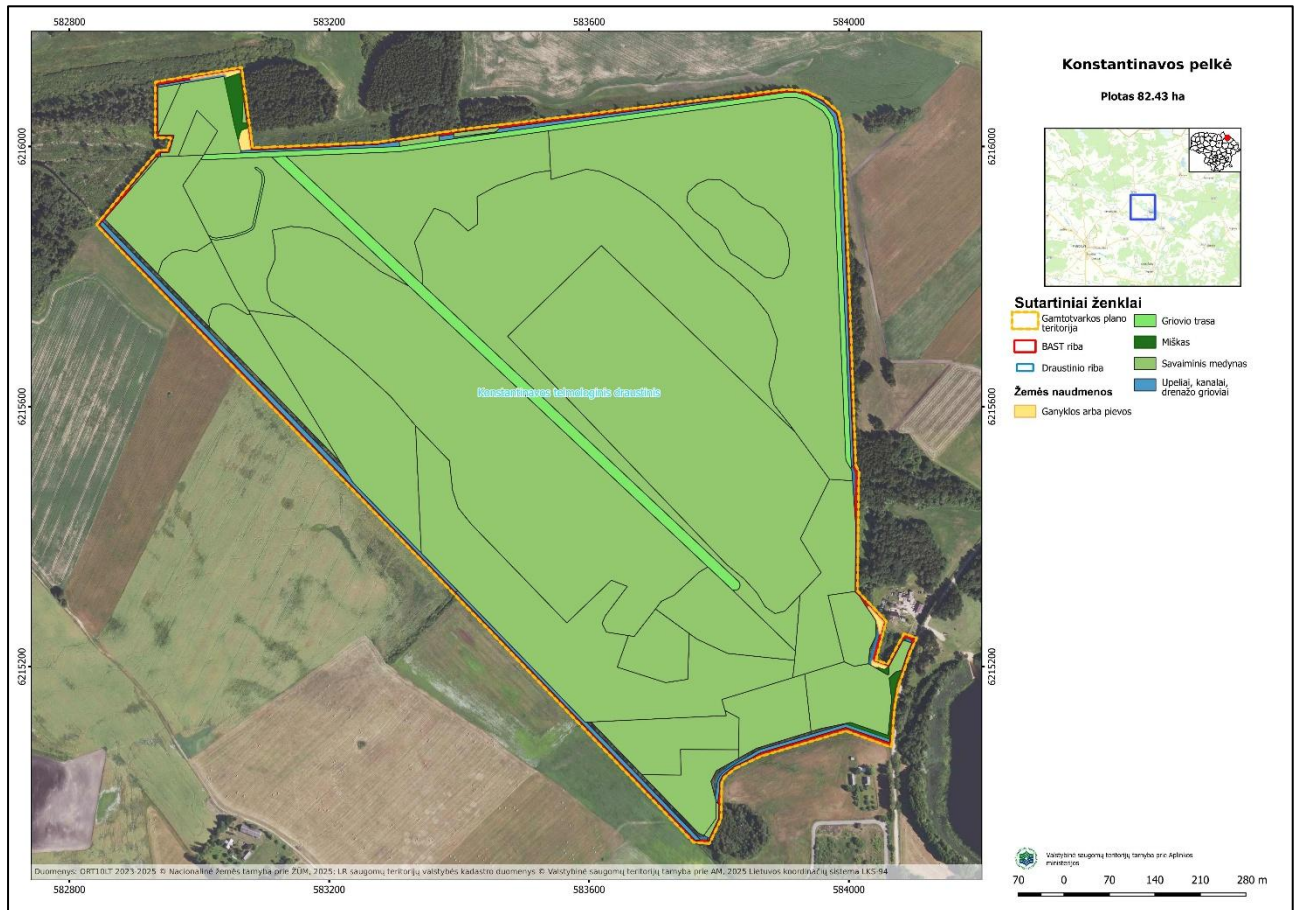 582800
583200
583600
584000
6216000
6215600
6215200
6216000
6215600
6215200
Konstantinavos telmologinis draustinis
Duomenys: ORT10LT 2023-2025 © Nacionalinė žemės tarnyba prie ŽŪM, 2025; LR saugomų teritorijų valstybės kadastro duomenys © Valstybinė saugomų teritorijų tarnyba prie AM, 2025 Lietuvos koordinačių sistema LKS-94
582800
583200
583600
584000
Konstantinavos pelkė
Plotas 82.43 ha
Sutartiniai ženklai
Gamtotvarkos plano
teritorija
BAST riba
Draustinio riba
Žemės naudmenos
Ganyklos arba pievos
Griovio trasa
Miškas
Savaiminis medynas
Upeliai, kanalai,
drenažo grioviai
Valstybinė saugomų teritorijų tarnyba prie Aplinkos
ministerijos
70 0 70 140 210 280 m